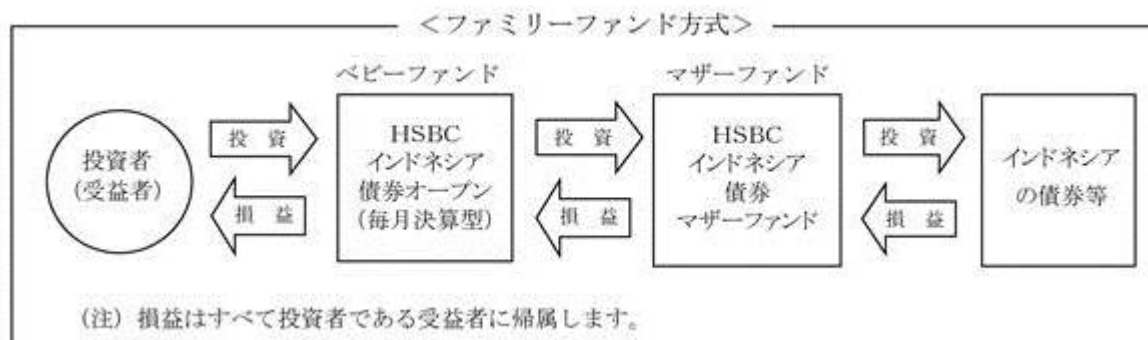 ＜ファミリーファンド方式＞
ベビーファンド
マザーファンド
投資者
(受益者)
投 資
損 益
HSBC
インドネシア
債券オープン
(毎月決算型)
投 資
損 益
HSBC
インドネシア
債券
マザーファンド
投 資
損 益
インドネシア
の債券等
(注) 損益はすべて投資者である受益者に帰属します。